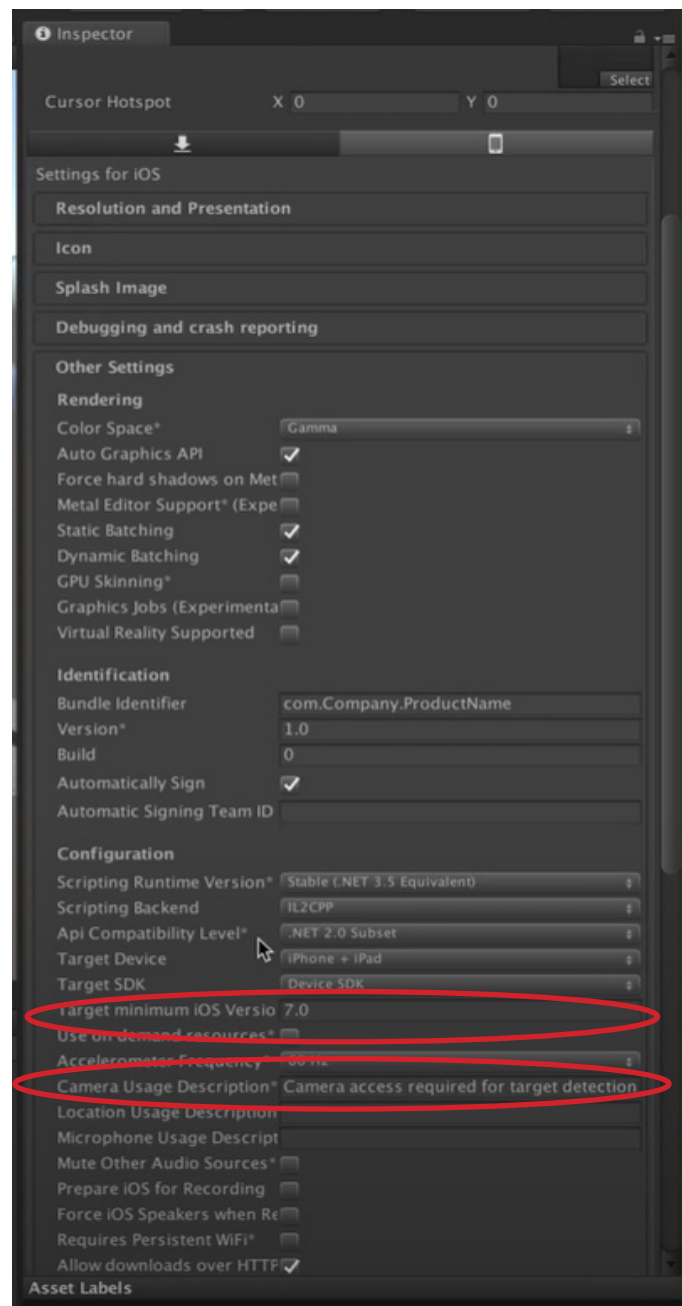 Inspector
Select
Cursor Hotspot X 0 Y 0
Settings for iOS
Resolution and Presentation
Icon
Splash Image
Debugging and crash reporting
Other Settings
Rendering
Color Space* Gamma
Auto Graphics API
Force hard shadows on Met
Metal Editor Support* (Expe
Static Batching
Dynamic Batching
GPU Skinning*
Graphics Jobs (Experimenta
Virtual Reality Supported
Identification
Bundle Identifier com.Company.ProductName
Version* 1.0
Build 0
Automatically Sign
Automatic Signing Team ID
Configuration
Scripting Runtime Version* Stable (.NET 3.5 Equivalent)
Scripting Backend IL2CPP
Api Compatibility Level* .NET 2.0 Subset
Target Device iPhone + iPad
Target SDK Device SDK
Target minimum iOS Versio 7.0
Use on demand resources*
Accelerometer Frequency* 60 Hz
Camera Usage Description* Camera access required for target detection
Location Usage Description
Microphone Usage Descript
Mute Other Audio Sources*
Prepare iOS for Recording
Force iOS Speakers when Re
Requires Persistent WiFi*
Allow downloads over HTTP
Asset Labels